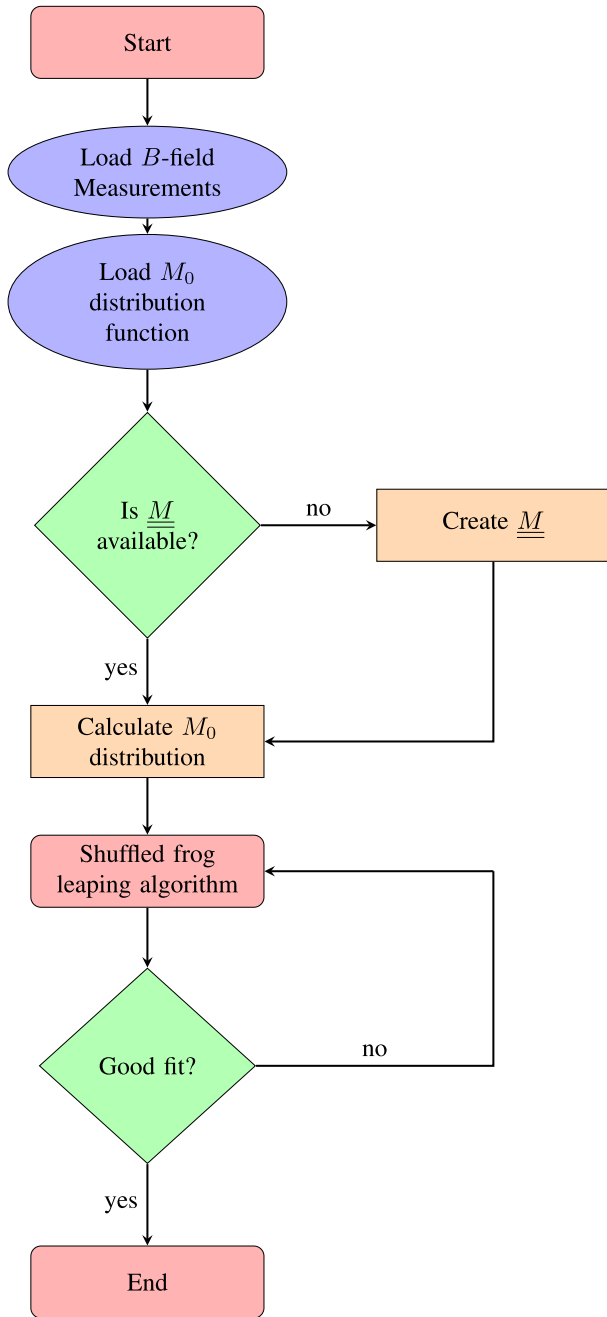 Start
Load B-field
Measurements
Load M₀
distribution
function
Is M
available?
no
Create M
yes
Calculate M₀
distribution
Shuffled frog
leaping algorithm
Good fit?
no
yes
End